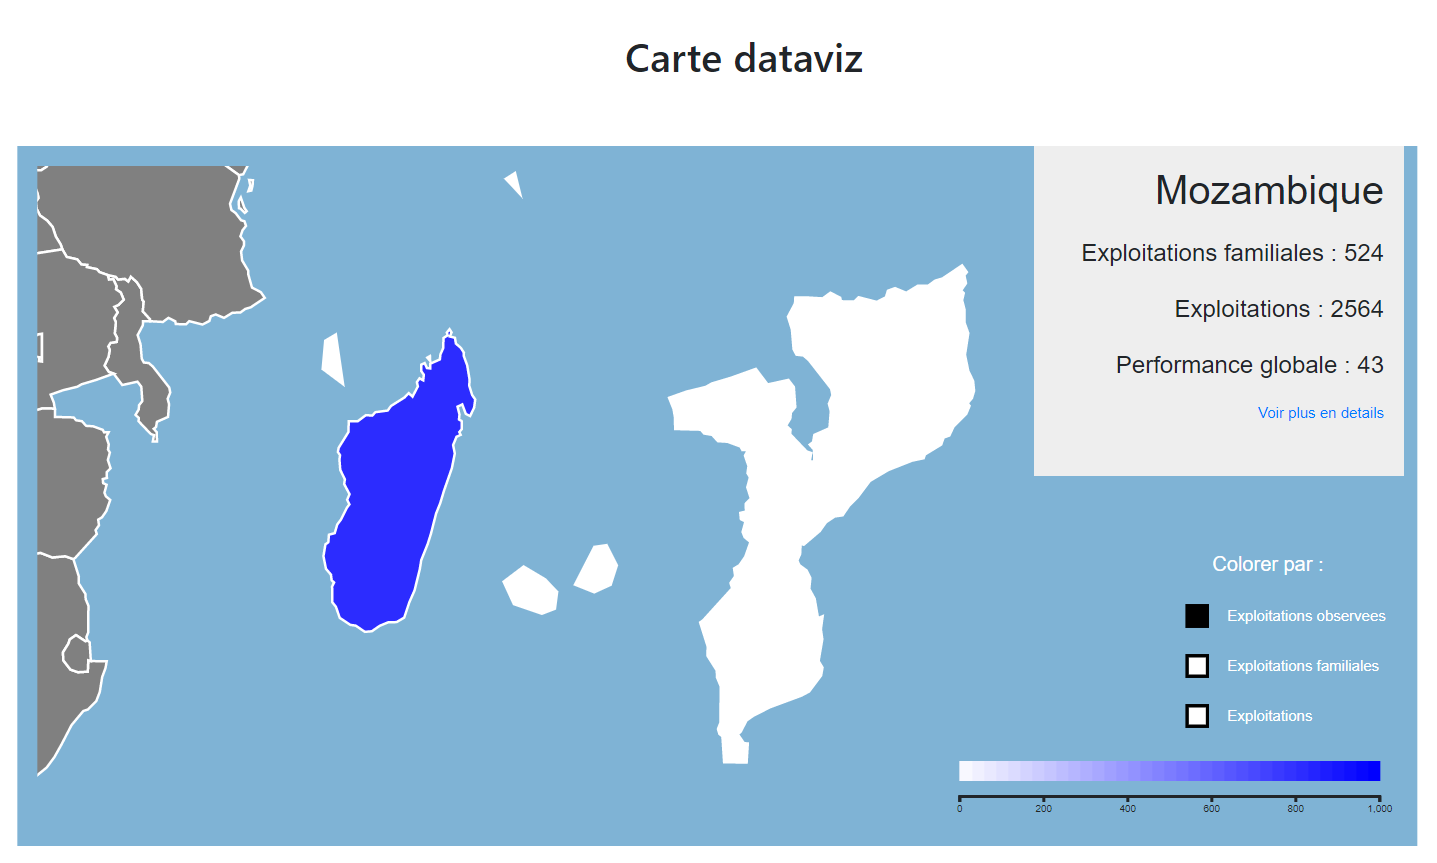 Carte dataviz
Mozambique
Exploitations familiales : 524
Exploitations : 2564
Performance globale : 43
Voir plus en details
Colorer par :
Exploitations observees
Exploitations familiales
Exploitations
0 200 400 600 800 1,000